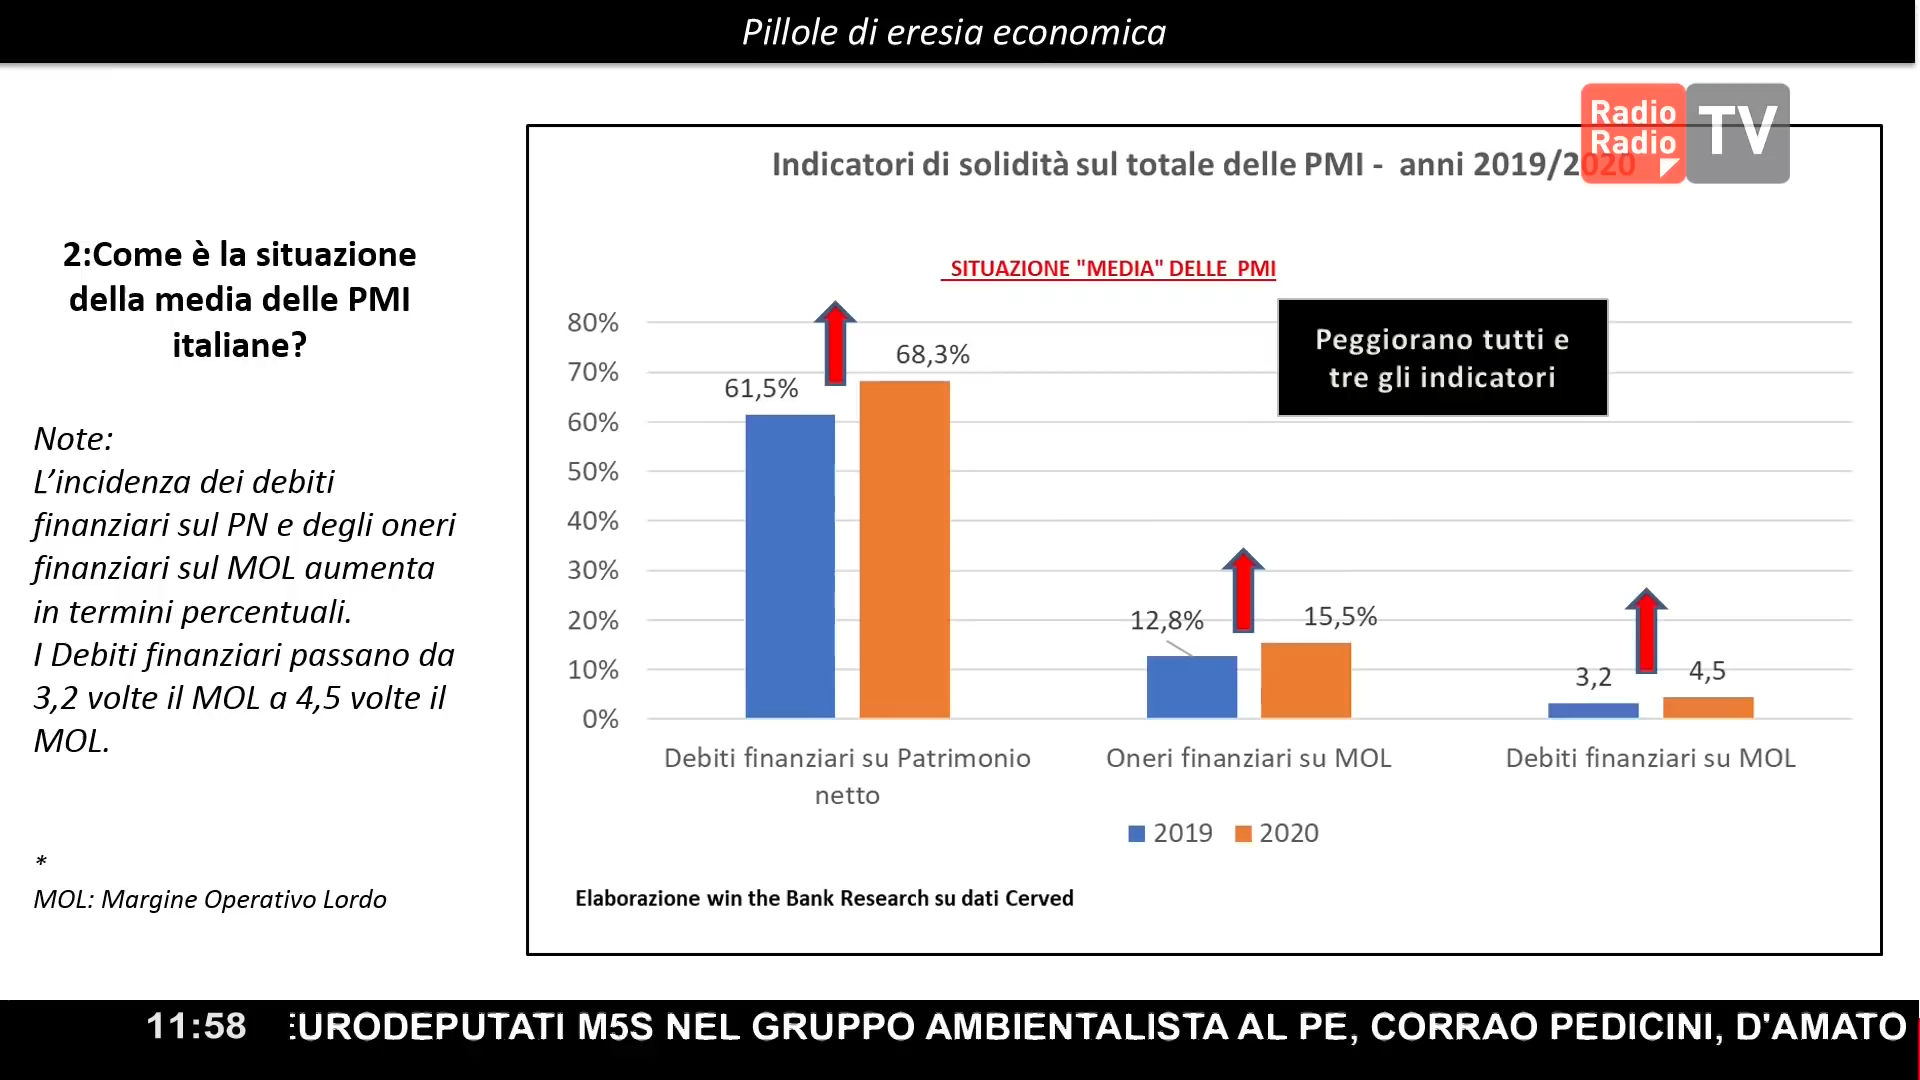 Pillole di eresia economica
Radio
Radio
TV
Indicatori di solidità sul totale delle PMI - anni 2019/2020
2:Come è la situazione
della media delle PMI
italiane?
Note:
L’incidenza dei debiti
finanziari sul PN e degli oneri
finanziari sul MOL aumenta
in termini percentuali.
I Debiti finanziari passano da
3,2 volte il MOL a 4,5 volte il
MOL.
*
MOL: Margine Operativo Lordo
SITUAZIONE "MEDIA" DELLE PMI
Peggiorano tutti e
tre gli indicatori
80%
70%
60%
50%
40%
30%
20%
10%
0%
61,5%
68,3%
12,8%
15,5%
3,2
4,5
Debiti finanziari su Patrimonio
netto
Oneri finanziari su MOL
Debiti finanziari su MOL
2019
2020
Elaborazione win the Bank Research su dati Cerved
11:58
EURODEPUTATI M5S NEL GRUPPO AMBIENTALISTA AL PE, CORRAO PEDICINI, D'AMATO